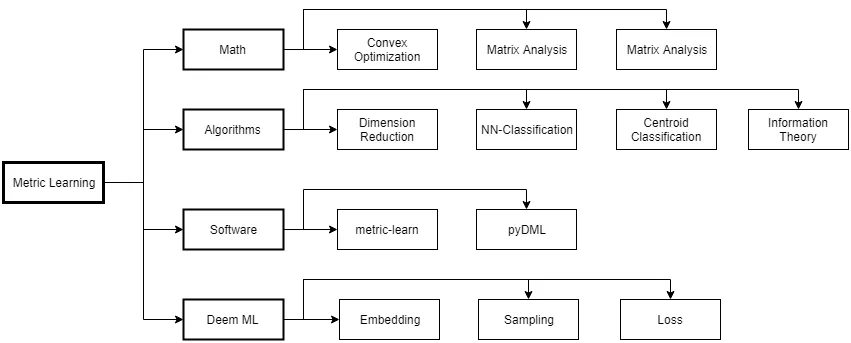 Math
Convex
Optimization
Matrix Analysis
Matrix Analysis
Algorithms
Dimension
Reduction
NN-Classification
Centroid
Classification
Information
Theory
Metric Learning
Software
metric-learn
pyDML
Deem ML
Embedding
Sampling
Loss